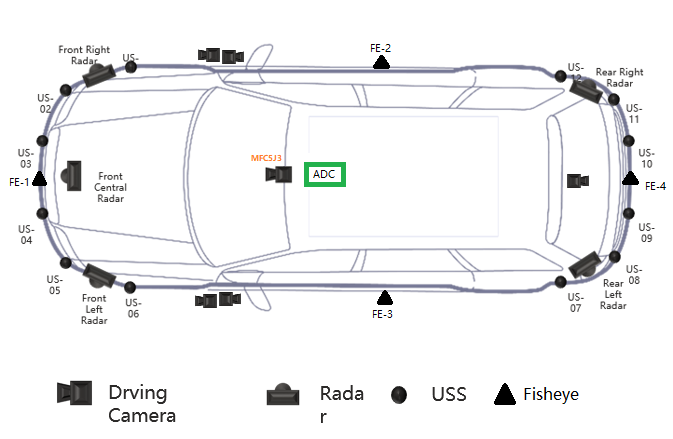 FE-2
Front Right
Radar
US-
US-
12
Rear Right
Radar
US-
02
US-
11
US-
03
MFC5J3
ADC
US-
10
FE-1
Front
Central
Radar
FE-4
US-
04
US-
09
US-
05
Front
Left
Radar
US-
06
FE-3
US-
07
Rear
Left
Radar
US-
08
Drving
Camera
Rada
r
USS
Fisheye